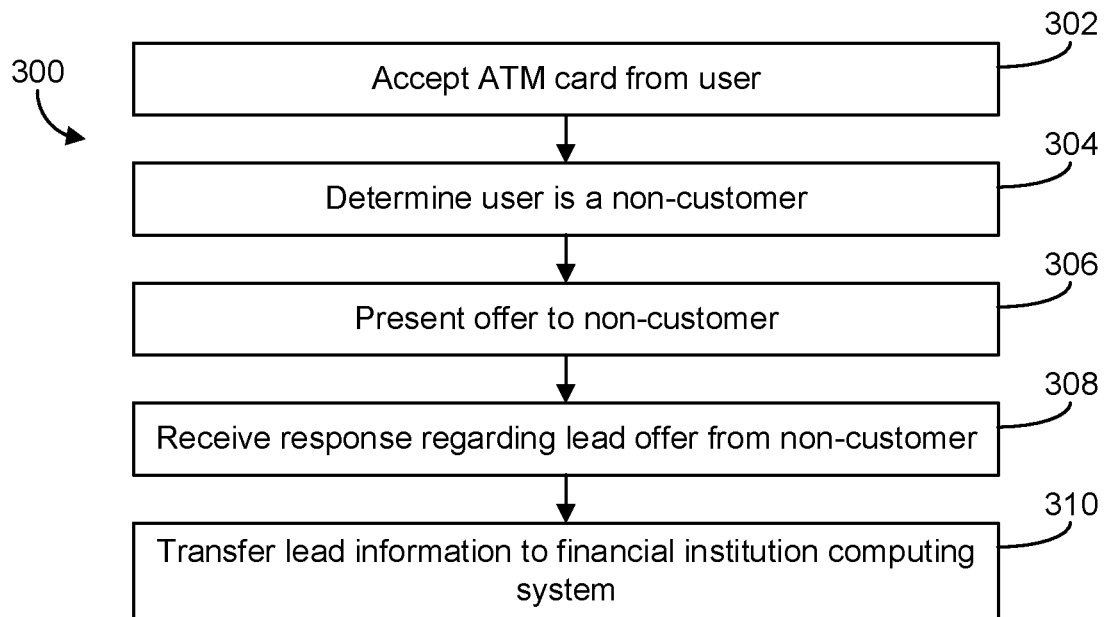 302
300
Accept ATM card from user
304
Determine user is a non-customer
306
Present offer to non-customer
308
Receive response regarding lead offer from non-customer
310
Transfer lead information to financial institution computing
system